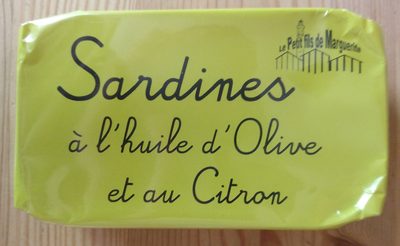 Le Petit fils de Marguerite
Sardines
à l'huile d'Olive
et au Citron